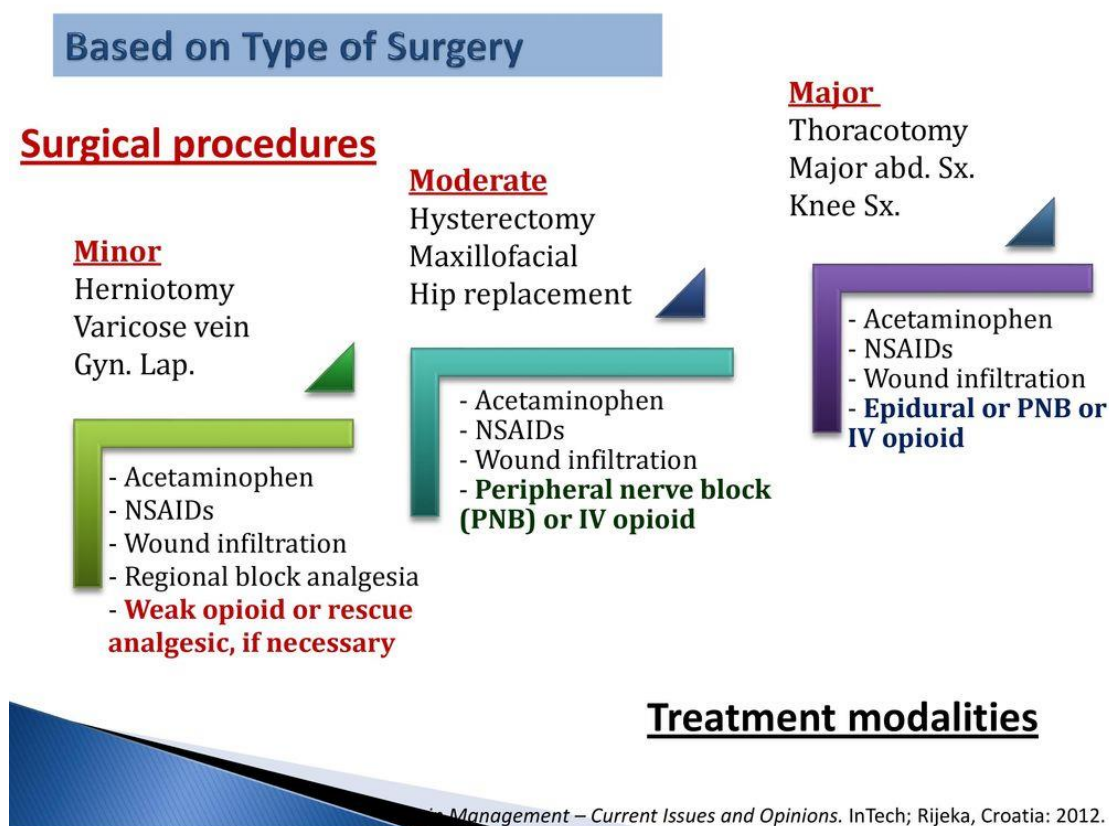 Based on Type of Surgery
Surgical procedures
Minor
Herniotomy
Varicose vein
Gyn. Lap.
- Acetaminophen
- NSAIDs
- Wound infiltration
- Regional block analgesia
- Weak opioid or rescue
analgesic, if necessary
Moderate
Hysterectomy
Maxillofacial
Hip replacement
- Acetaminophen
- NSAIDs
- Wound infiltration
- Peripheral nerve block
(PNB) or IV opioid
Major
Thoracotomy
Major abd. Sx.
Knee Sx.
- Acetaminophen
- NSAIDs
- Wound infiltration
- Epidural or PNB or
IV opioid
Treatment modalities
Management – Current Issues and Opinions. InTech; Rijeka, Croatia: 2012.